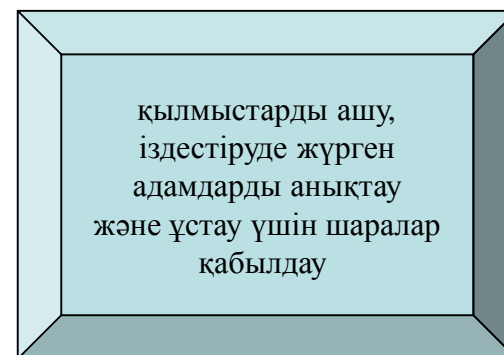 қылмыстарды ашу,
іздестіруде жүрген
адамдарды анықтау
және ұстау үшін шаралар
қабылдау